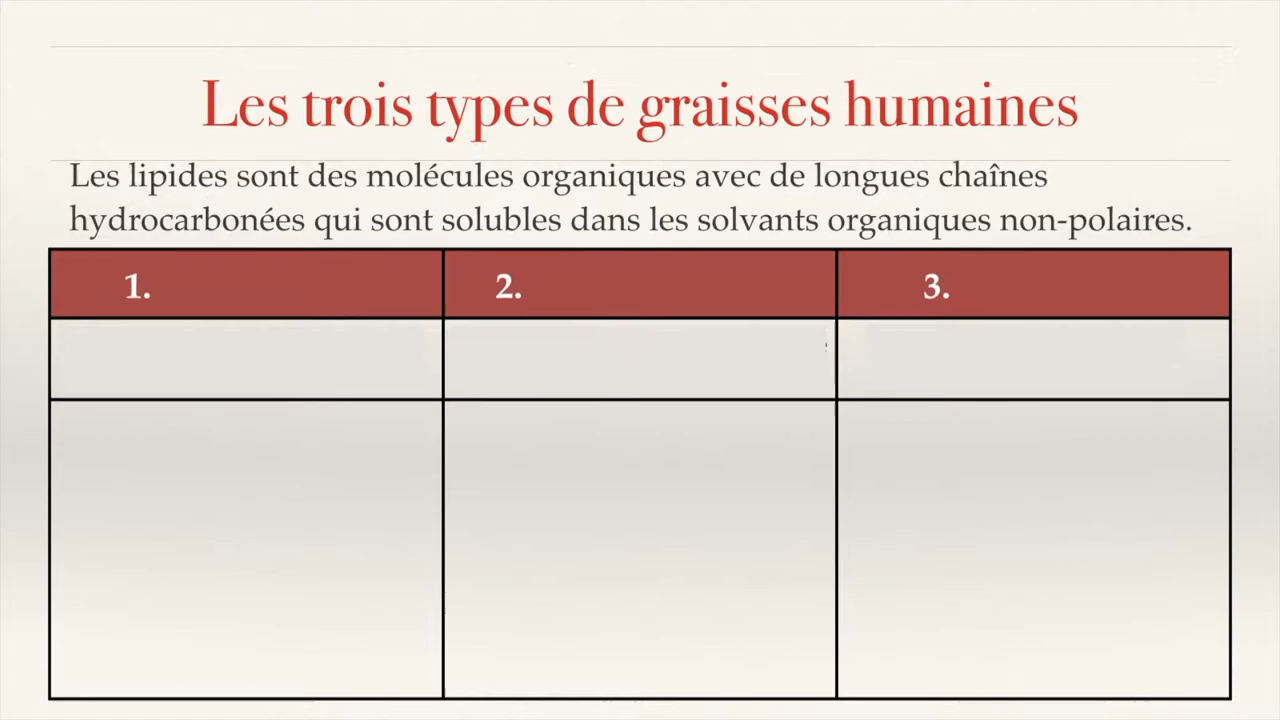 Les trois types de graisses humaines
Les lipides sont des molécules organiques avec de longues chaînes
hydrocarbonées qui sont solubles dans les solvants organiques non-polaires.
1.
2.
3.